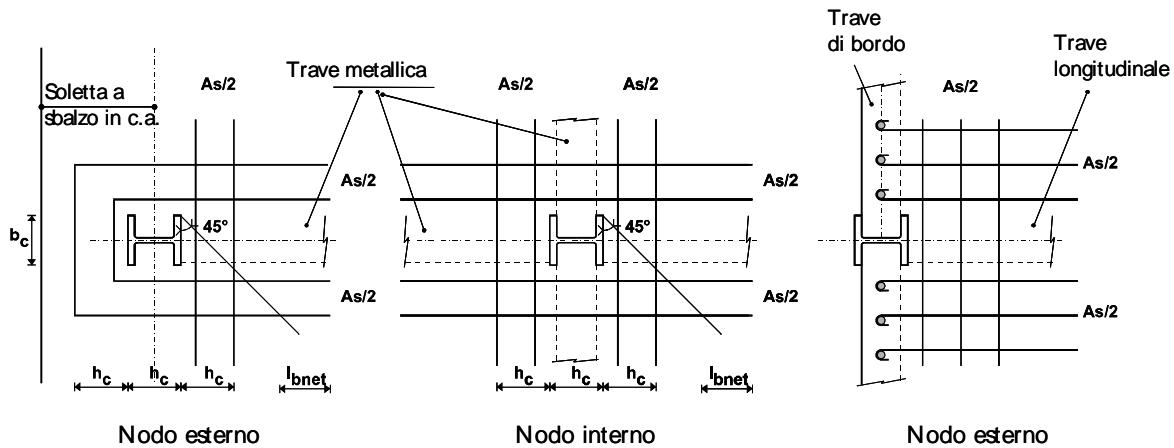 Soletta a
sbalzo in c.a.
As/2
Trave metallica
As/2
As/2
45°
b_c
As/2
h_c
h_c
h_c
l_bnet
Nodo esterno
As/2
As/2
As/2
45°
As/2
h_c
h_c
h_c
l_bnet
Nodo interno
Trave
di bordo
As/2
Trave
longitudinale
As/2
As/2
Nodo esterno